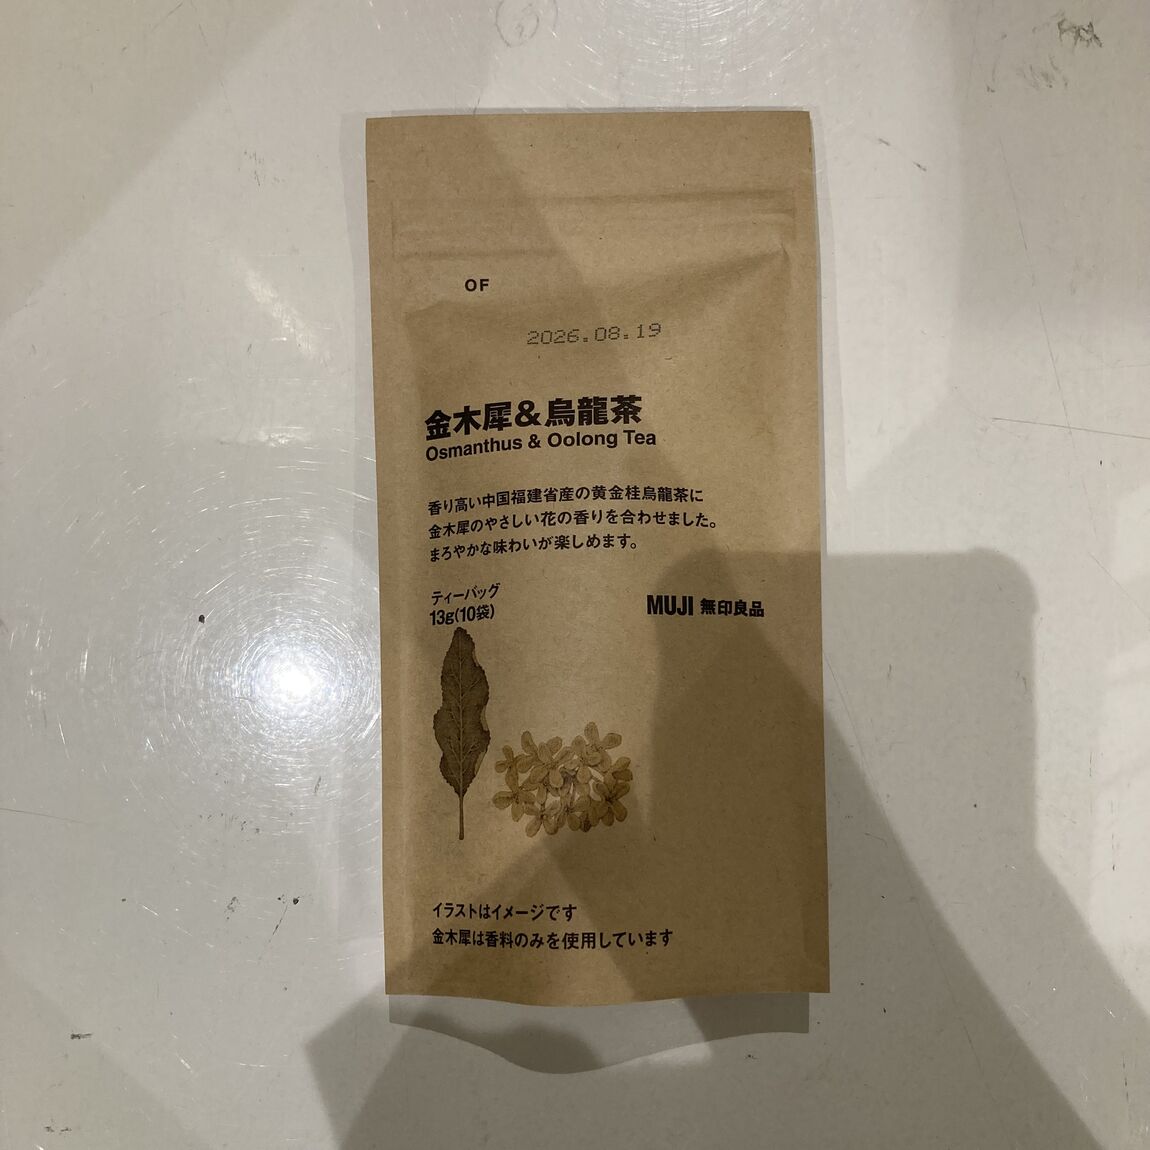 OF
2026.08.19
金木犀&烏龍茶
Osmanthus & Oolong Tea
香り高い中国福建省産の黄金桂烏龍茶に
金木犀のやさしい花の香りを合わせました。
まろやかな味わいが楽しめます。
ティーバッグ
13g(10袋)
MUJI 無印良品
イラストはイメージです
金木犀は香料のみを使用しています